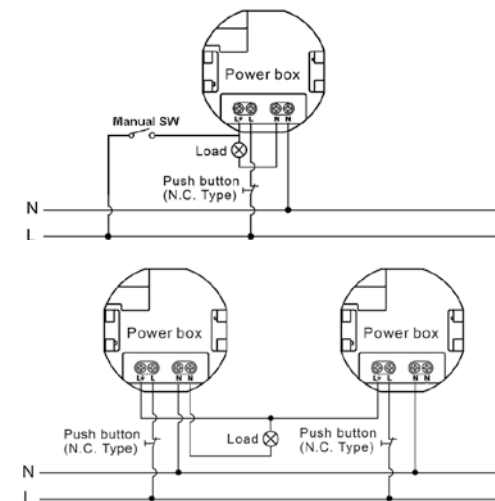 Power box
L+ L N N
Manual SW
Load
Push button
(N.C. Type)
N
L
Power box
L+ L N N
Power box
L+ L N N
Push button
(N.C. Type)
Load
Push button
(N.C. Type)
N
L